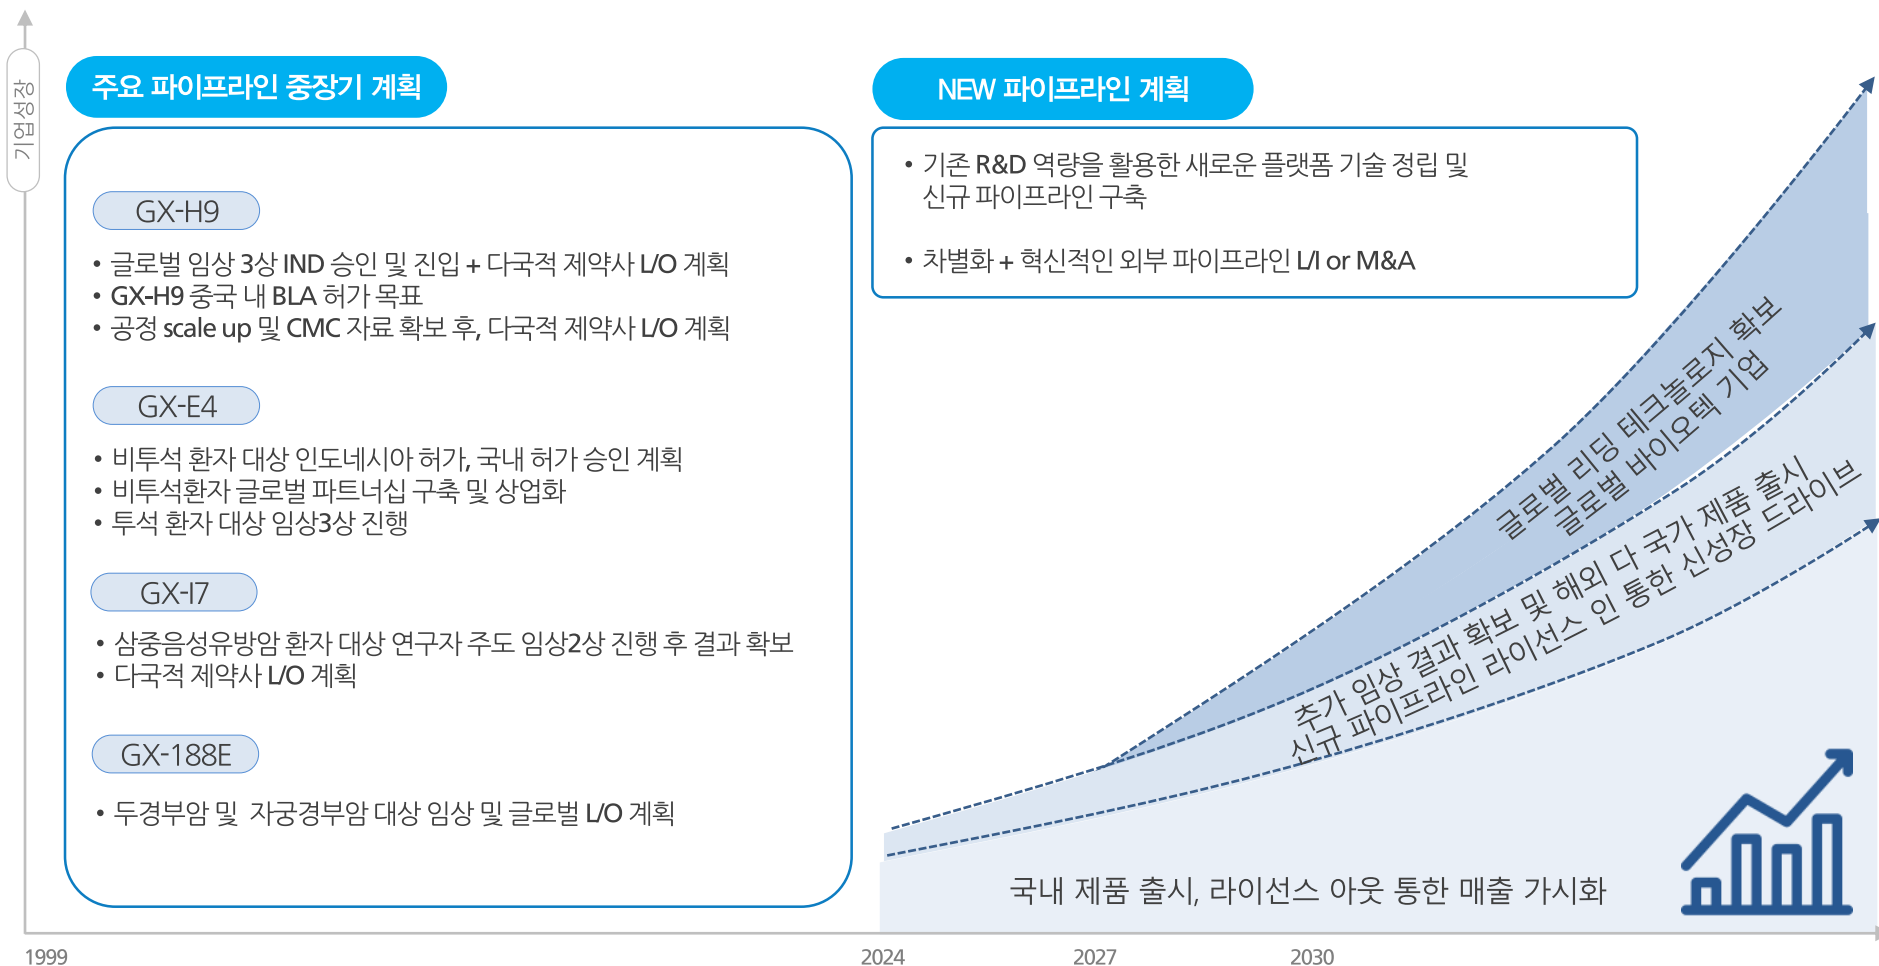 기업성장
주요 파이프라인 중장기 계획
GX-H9
• 글로벌 임상 3상 IND 승인 및 진입 + 다국적 제약사 L/O 계획
• GX-H9 중국 내 BLA 허가 목표
• 공정 scale up 및 CMC 자료 확보 후, 다국적 제약사 L/O 계획
GX-E4
• 비투석 환자 대상 인도네시아 허가, 국내 허가 승인 계획
• 비투석환자 글로벌 파트너십 구축 및 상업화
• 투석 환자 대상 임상3상 진행
GX-I7
• 삼중음성유방암 환자 대상 연구자 주도 임상2상 진행 후 결과 확보
• 다국적 제약사 L/O 계획
GX-188E
• 두경부암 및 자궁경부암 대상 임상 및 글로벌 L/O 계획
NEW 파이프라인 계획
• 기존 R&D 역량을 활용한 새로운 플랫폼 기술 정립 및
신규 파이프라인 구축
• 차별화 + 혁신적인 외부 파이프라인 L/I or M&A
글로벌 리딩 테크놀로지 확보
글로벌 바이오텍 기업
추가 임상 결과 확보 및 해외 다 국가 제품 출시
신규 파이프라인 라이선스 인 통한 신성장 드라이브
국내 제품 출시, 라이선스 아웃 통한 매출 가시화
1999
2024
2027
2030